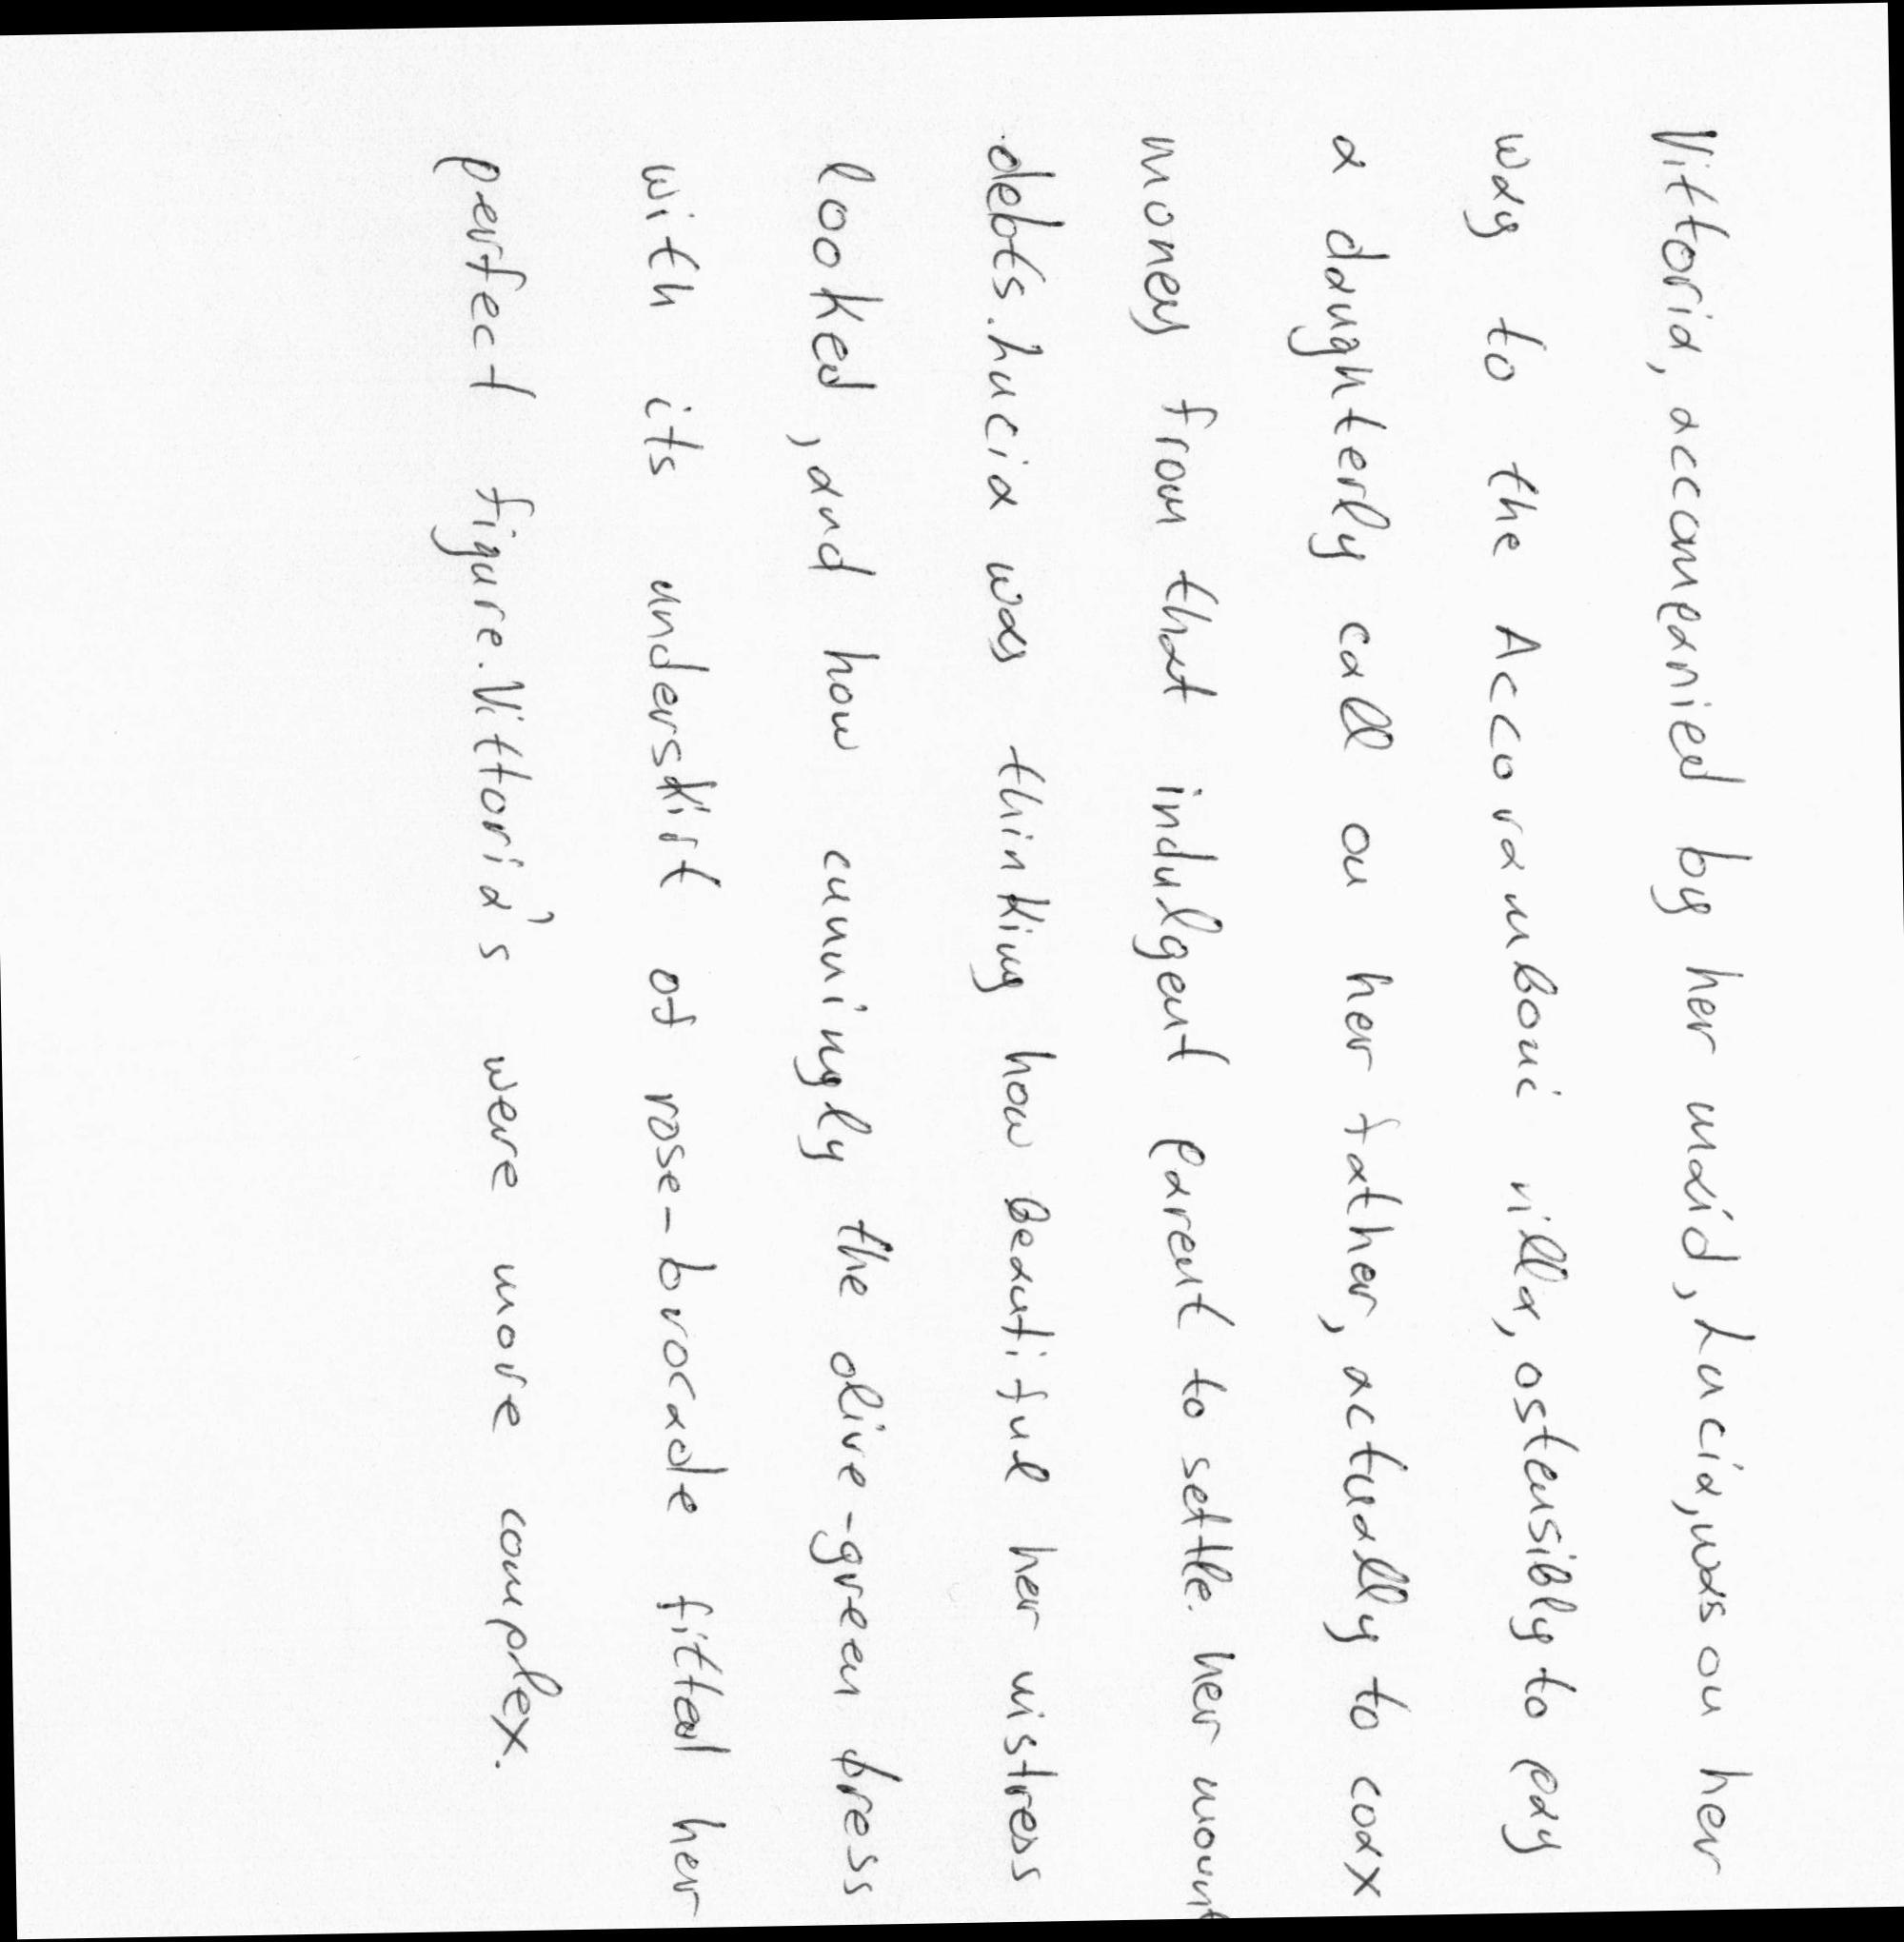 Vittoria, accompanied by her maid, Lucia, was on her
way to the Accoramboni villa, ostensibly to pay
a daughterly call on her father, actually to coax
money from that indulgent parent to settle her mount
debts. Lucia was thinking how beautiful her mistress
looked, and how cunningly the olive-green dress
with its underskirt of rose-brocade fitted her
perfect figure. Vittoria's were more complex.